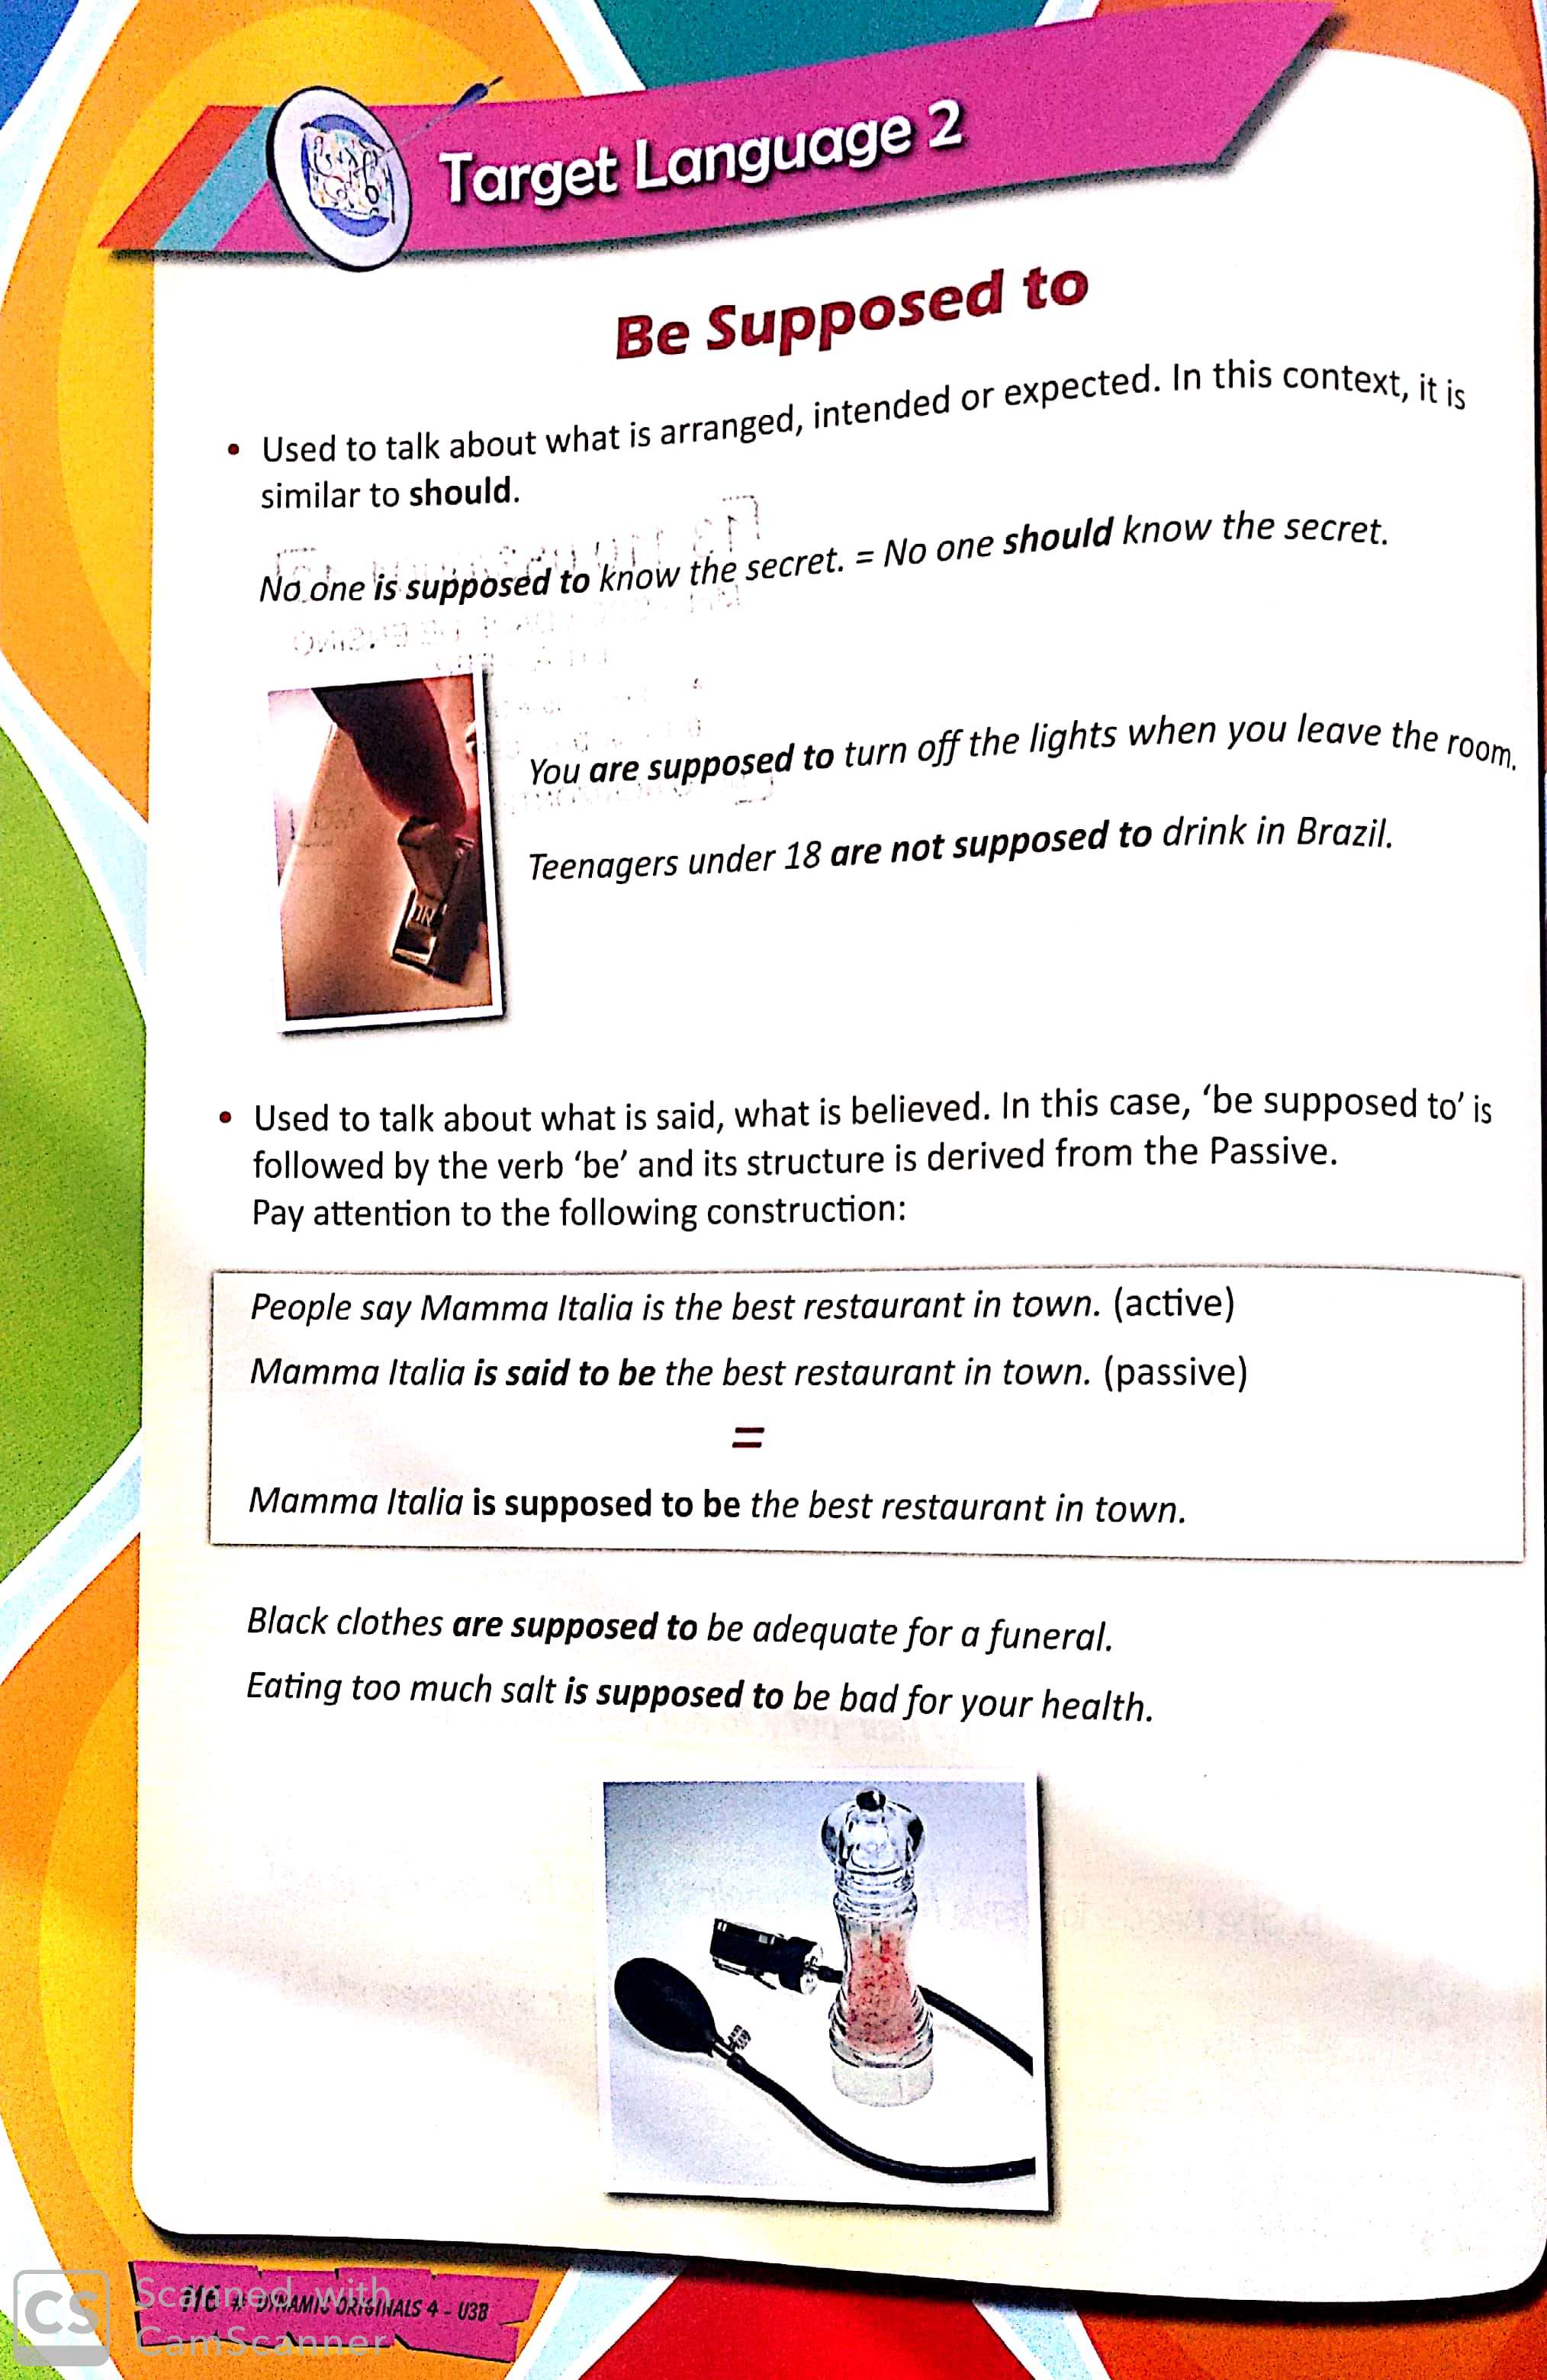 Target Language 2
Be Supposed to
• Used to talk about what is arranged, intended or expected. In this context, it is
similar to should.
No one is supposed to know the secret. = No one should know the secret.
You are supposed to turn off the lights when you leave the room.
Teenagers under 18 are not supposed to drink in Brazil.
ON
• Used to talk about what is said, what is believed. In this case, ‘be supposed to’ is
followed by the verb ‘be’ and its structure is derived from the Passive.
Pay attention to the following construction:
People say Mamma Italia is the best restaurant in town. (active)
Mamma Italia is said to be the best restaurant in town. (passive)
=
Mamma Italia is supposed to be the best restaurant in town.
Black clothes are supposed to be adequate for a funeral.
Eating too much salt is supposed to be bad for your health.
DYNAMIC ORIGINALS 4 - U3B
CS
Scanned with
CamScanner